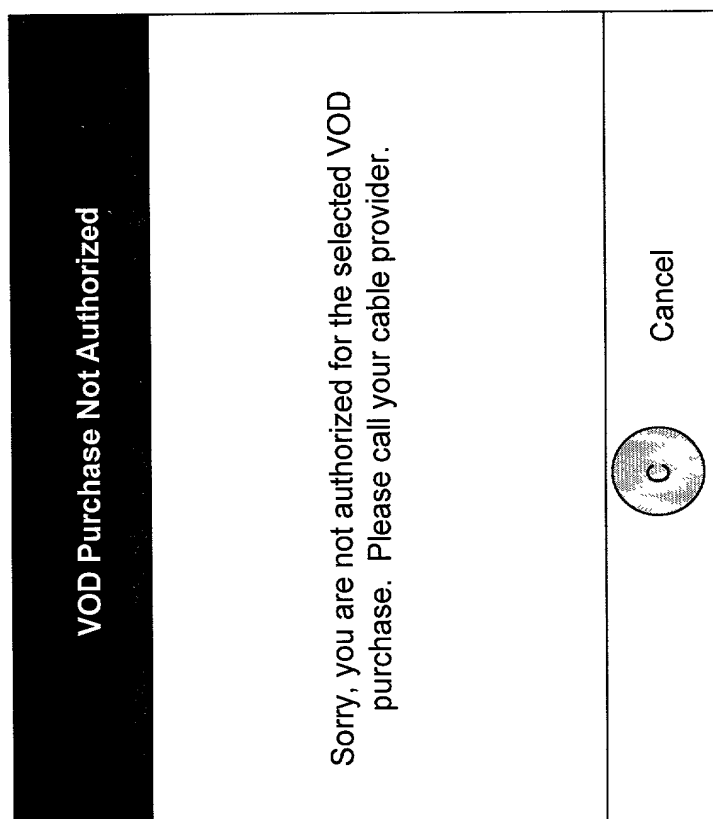 VOD Purchase Not Authorized
Sorry, you are not authorized for the selected VOD
purchase.  Please call your cable provider.
C
Cancel